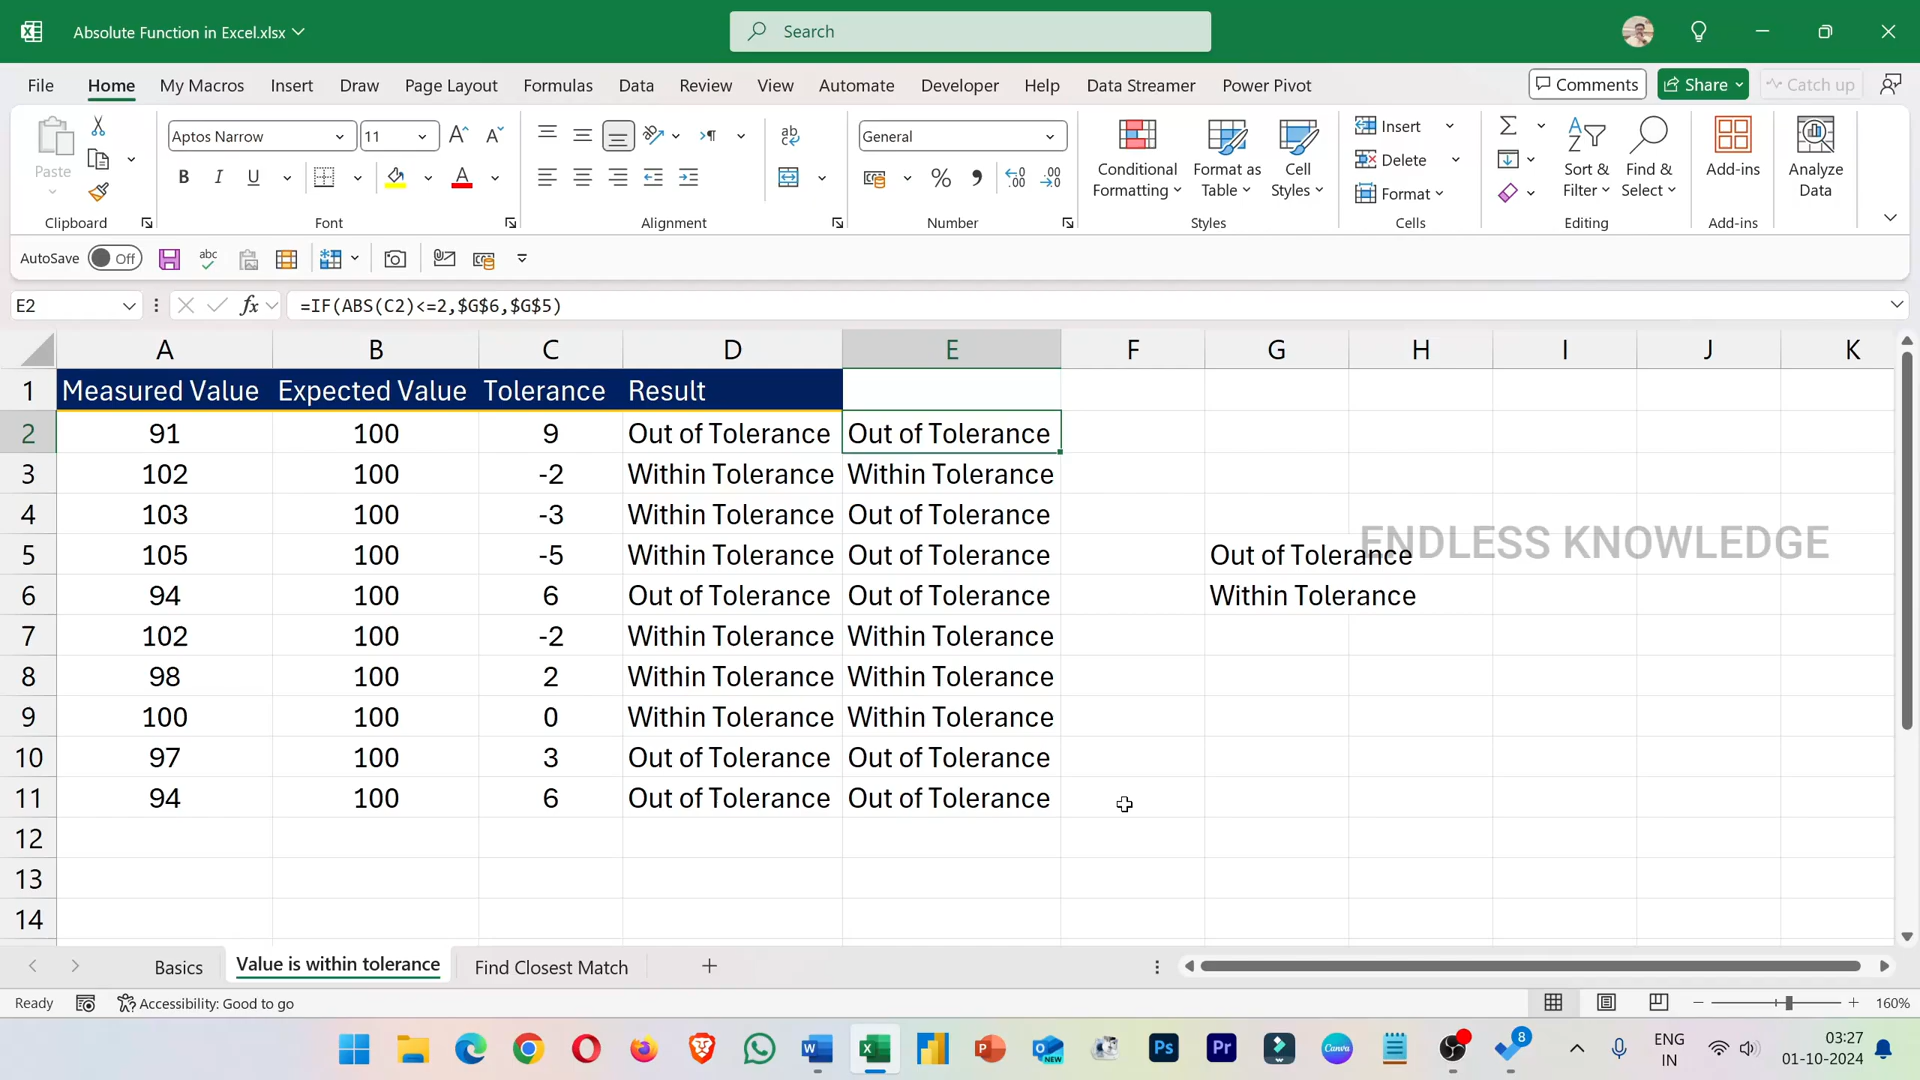 Absolute Function in Excel.xlsx
Search
File Home My Macros Insert Draw Page Layout Formulas Data Review View Automate Developer Help Data Streamer Power Pivot Comments Share Catch up
Paste
Aptos Narrow 11
B I U
General
Conditional Formatting
Format as Table
Cell Styles
Insert
Delete
Format
Sort & Filter
Find & Select
Add-ins
Analyze Data
Clipboard Font Alignment Number Styles Cells Editing Add-ins
AutoSave Off
E2 fx =IF(ABS(C2)<=2,$G$6,$G$5)
A B C D E F G H I J K
1 Measured Value Expected Value Tolerance Result
2 91 100 9 Out of Tolerance Out of Tolerance
3 102 100 -2 Within Tolerance Within Tolerance
4 103 100 -3 Within Tolerance Out of Tolerance
ENDLESS KNOWLEDGE
5 105 100 -5 Within Tolerance Out of Tolerance Out of Tolerance
6 94 100 6 Out of Tolerance Out of Tolerance Within Tolerance
7 102 100 -2 Within Tolerance Within Tolerance
8 98 100 2 Within Tolerance Within Tolerance
9 100 100 0 Within Tolerance Within Tolerance
10 97 100 3 Out of Tolerance Out of Tolerance
11 94 100 6 Out of Tolerance Out of Tolerance
12
13
14
Basics Value is within tolerance Find Closest Match
Ready Accessibility: Good to go 160%
8
ENG
IN
03:27
01-10-2024